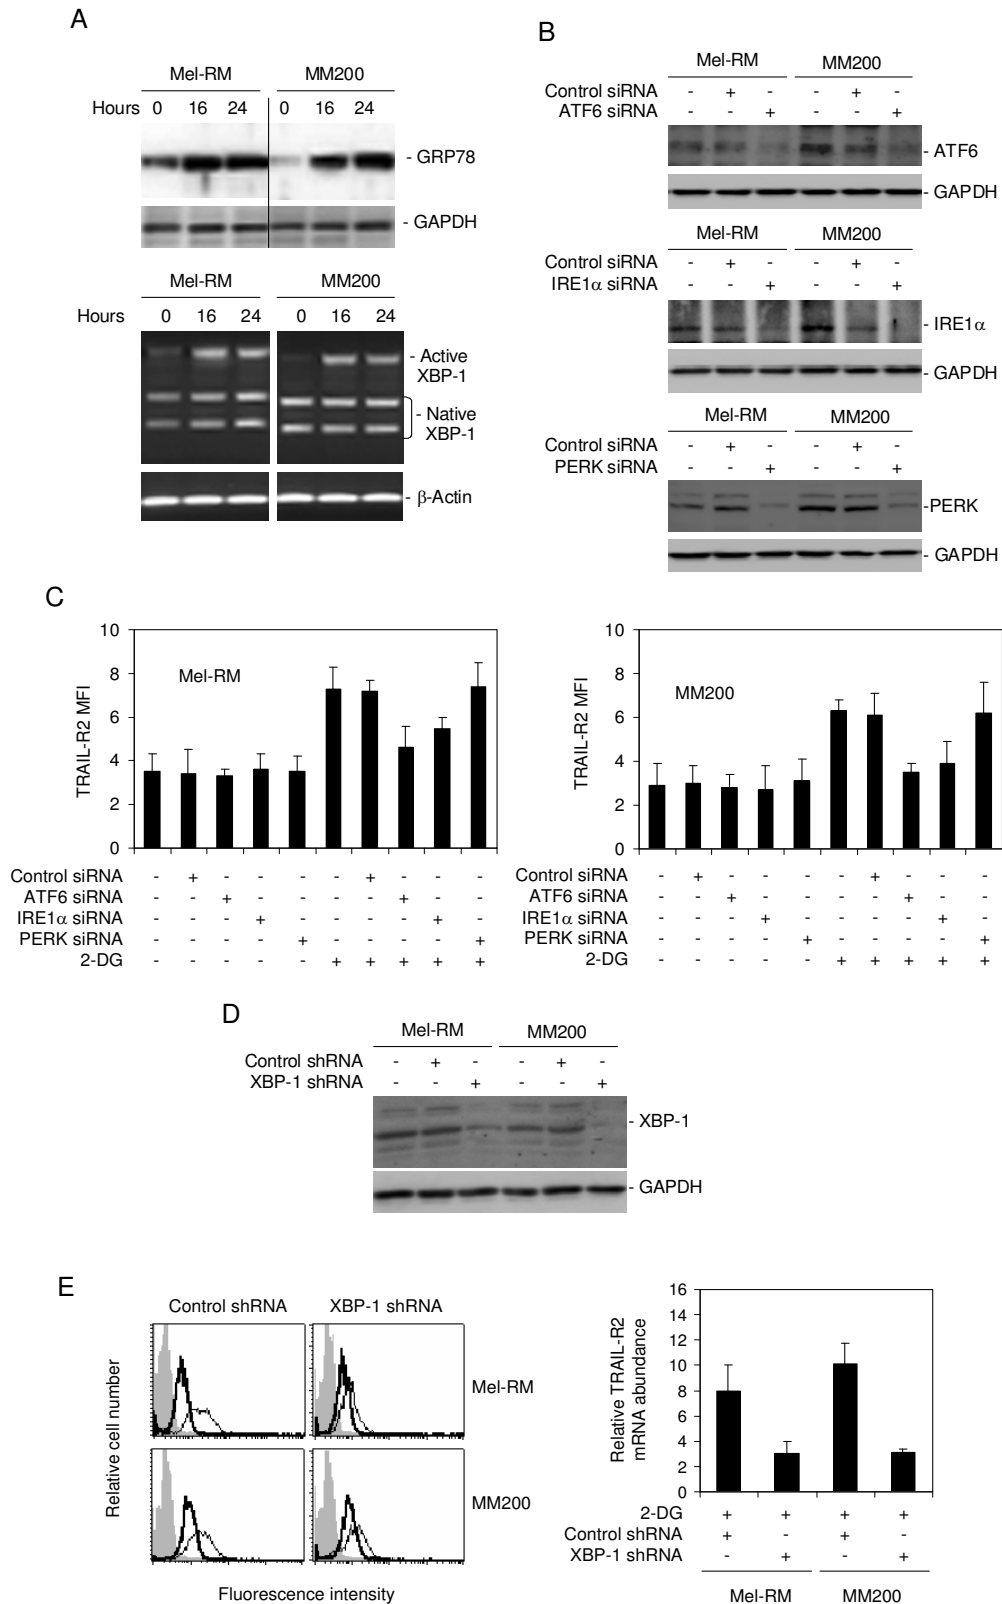 A
Mel-RM MM200
Hours 0 16 24 0 16 24
- GRP78
- GAPDH
Mel-RM MM200
Hours 0 16 24 0 16 24
- Active
XBP-1
- Native
XBP-1
- β-Actin
B
Mel-RM MM200
Control siRNA - + - - + -
ATF6 siRNA - - + - - +
- ATF6
- GAPDH
Mel-RM MM200
Control siRNA - + - - + -
IRE1α siRNA - - + - - +
- IRE1α
- GAPDH
Mel-RM MM200
Control siRNA - + - - + -
PERK siRNA - - + - - +
-PERK
- GAPDH
C
10
8
6
4
2
0
TRAIL-R2 MFI
Mel-RM
Control siRNA - + - - - - + - - -
ATF6 siRNA - - + - - - - + - -
IRE1α siRNA - - - + - - - - + -
PERK siRNA - - - - + - - - - +
2-DG - - - - - + + + + +
10
8
6
4
2
0
TRAIL-R2 MFI
MM200
Control siRNA - + - - - - + - - -
ATF6 siRNA - - + - - - - + - -
IRE1α siRNA - - - + - - - - + -
PERK siRNA - - - - + - - - - +
2-DG - - - - - + + + + +
D
Mel-RM MM200
Control shRNA - + - - + -
XBP-1 shRNA - - + - - +
- XBP-1
- GAPDH
E
Control shRNA XBP-1 shRNA
Relative cell number
Mel-RM
MM200
Fluorescence intensity
16
14
12
10
8
6
4
2
0
Relative TRAIL-R2
mRNA abundance
2-DG + + + +
Control shRNA + - + -
XBP-1 shRNA - + - +
Mel-RM MM200